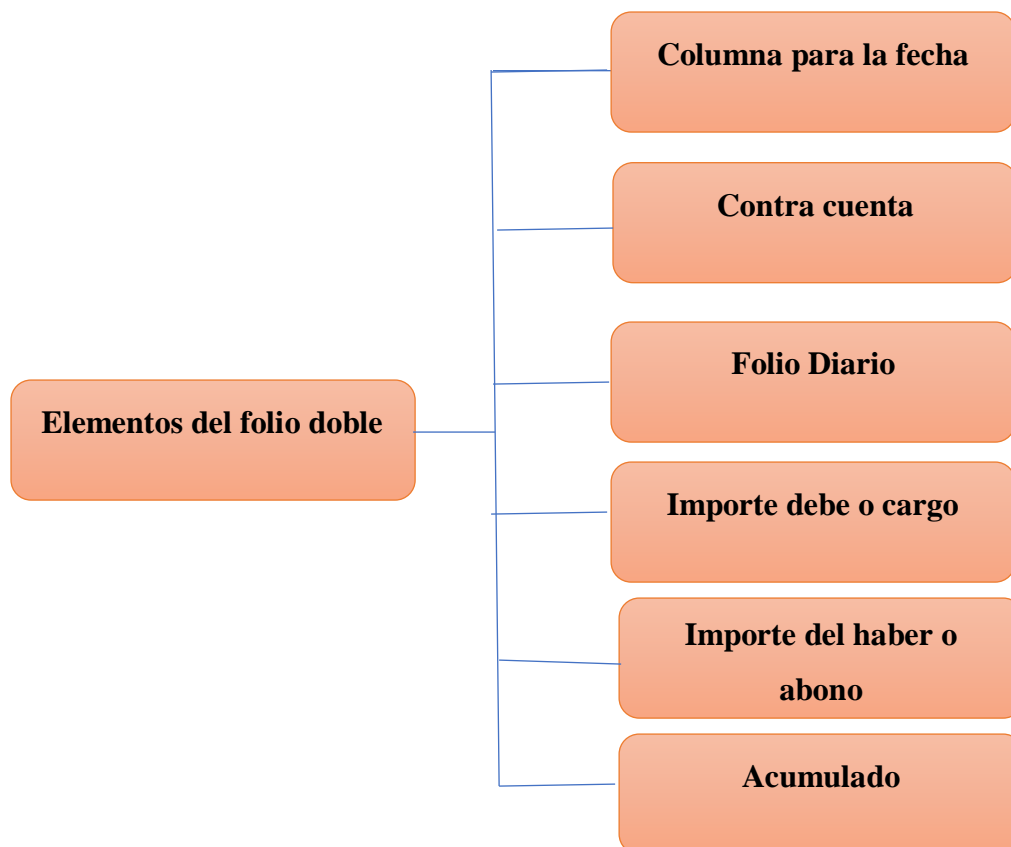 Elementos del folio doble
Columna para la fecha
Contra cuenta
Folio Diario
Importe debe o cargo
Importe del haber o
abono
Acumulado